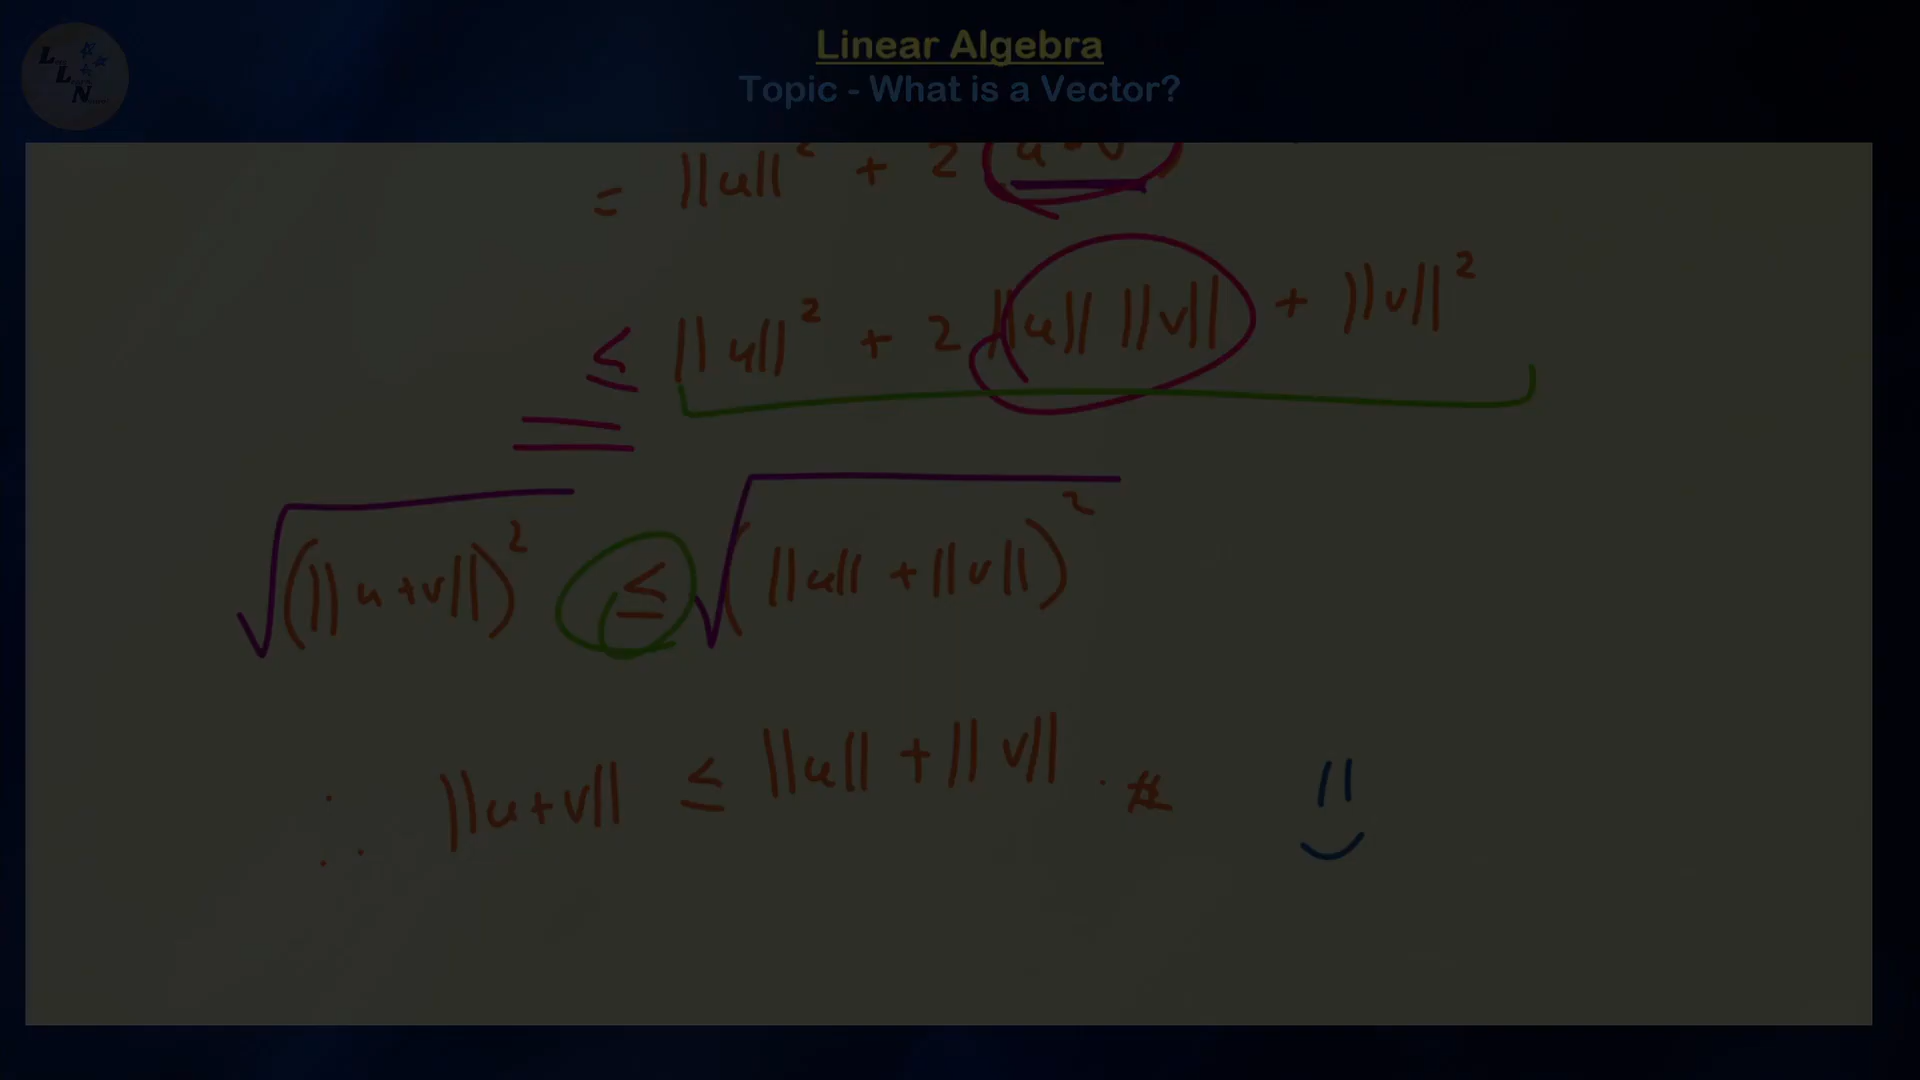 Linear Algebra
Topic - What is a Vector?
L L N
= ||u||² + 2 u • v
≤ ||u||² + 2 ||u|| ||v|| + ||v||²
√(||u+v||)² ≤ √(||u|| + ||v||)²
∴ ||u+v|| ≤ ||u|| + ||v|| . #